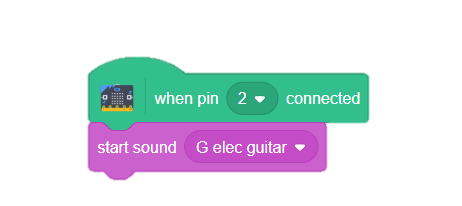 when pin 2 connected
start sound G elec guitar